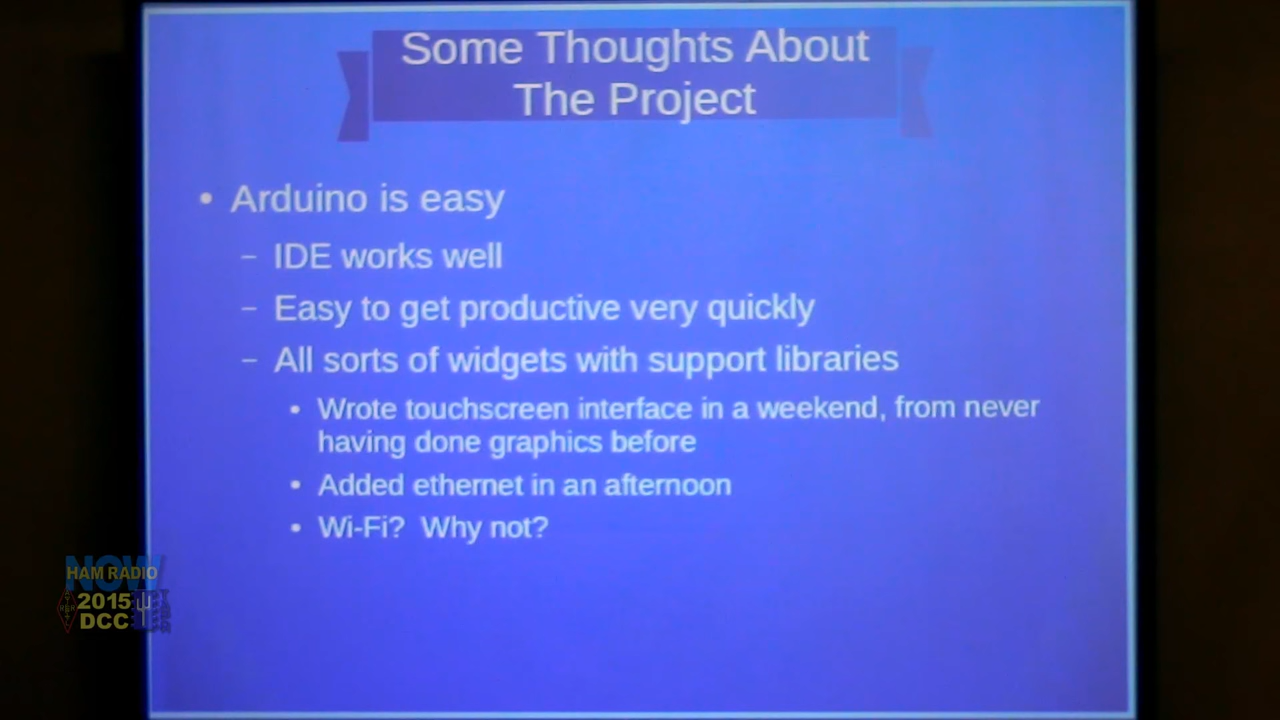 Some Thoughts About
The Project
• Arduino is easy
– IDE works well
– Easy to get productive very quickly
– All sorts of widgets with support libraries
• Wrote touchscreen interface in a weekend, from never
having done graphics before
• Added ethernet in an afternoon
• Wi-Fi?  Why not?
NOW
HAM RADIO
2015
DCC